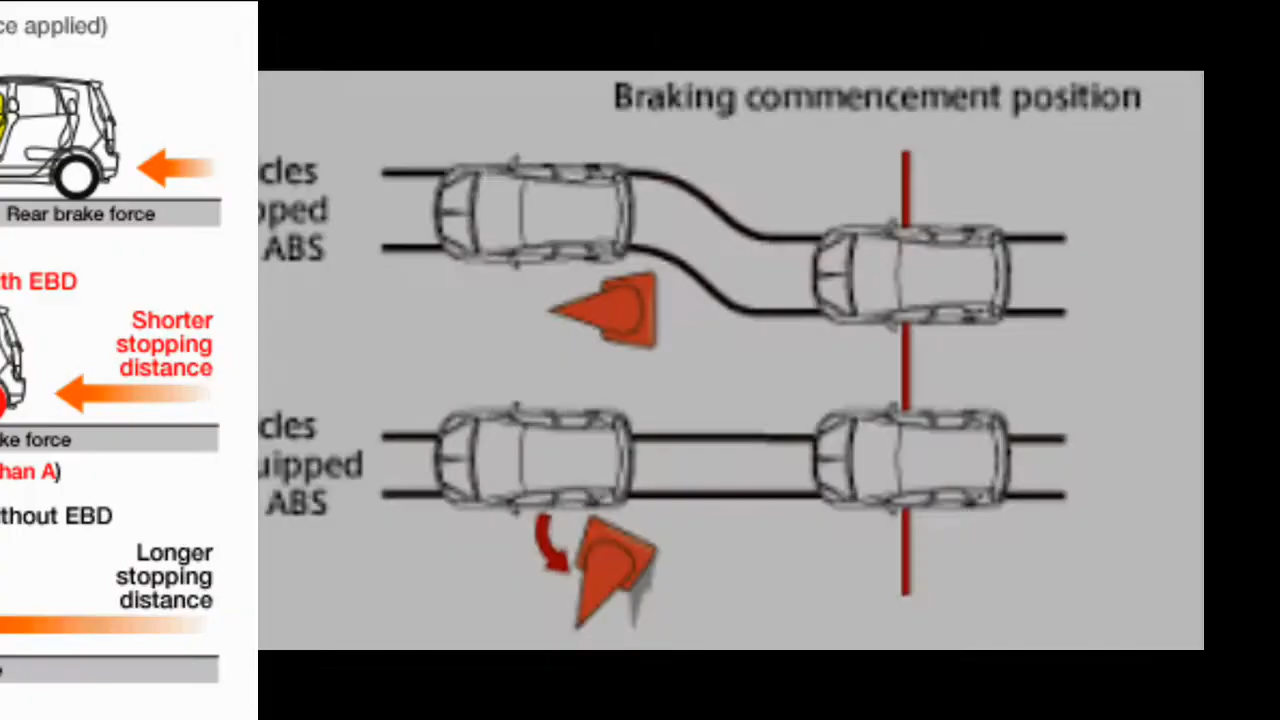 ce applied)
Rear brake force
th EBD
Shorter
stopping
distance
ke force
han A)
thout EBD
Longer
stopping
distance
Braking commencement position
cles
pped
ABS
cles
uipped
ABS